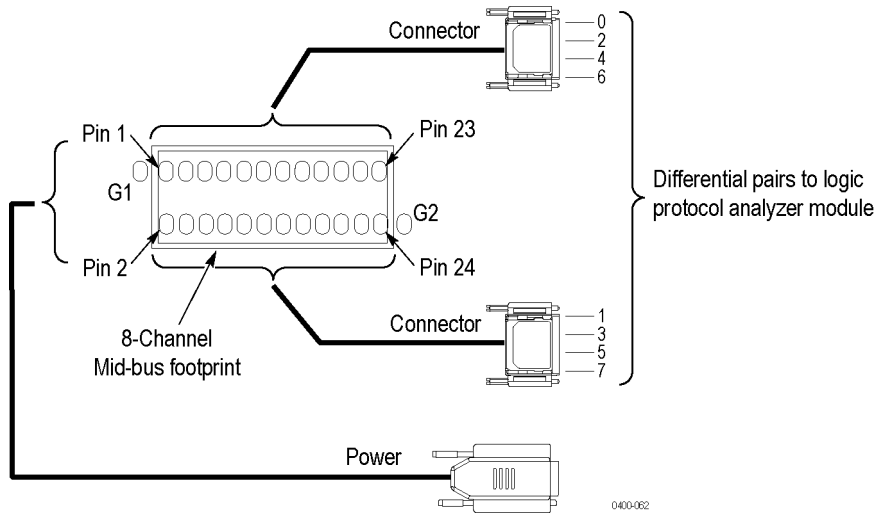 Connector
0
2
4
6
Pin 1
Pin 23
G1
G2
Differential pairs to logic
protocol analyzer module
Pin 2
Pin 24
8-Channel
Mid-bus footprint
Connector
1
3
5
7
Power
0400-062